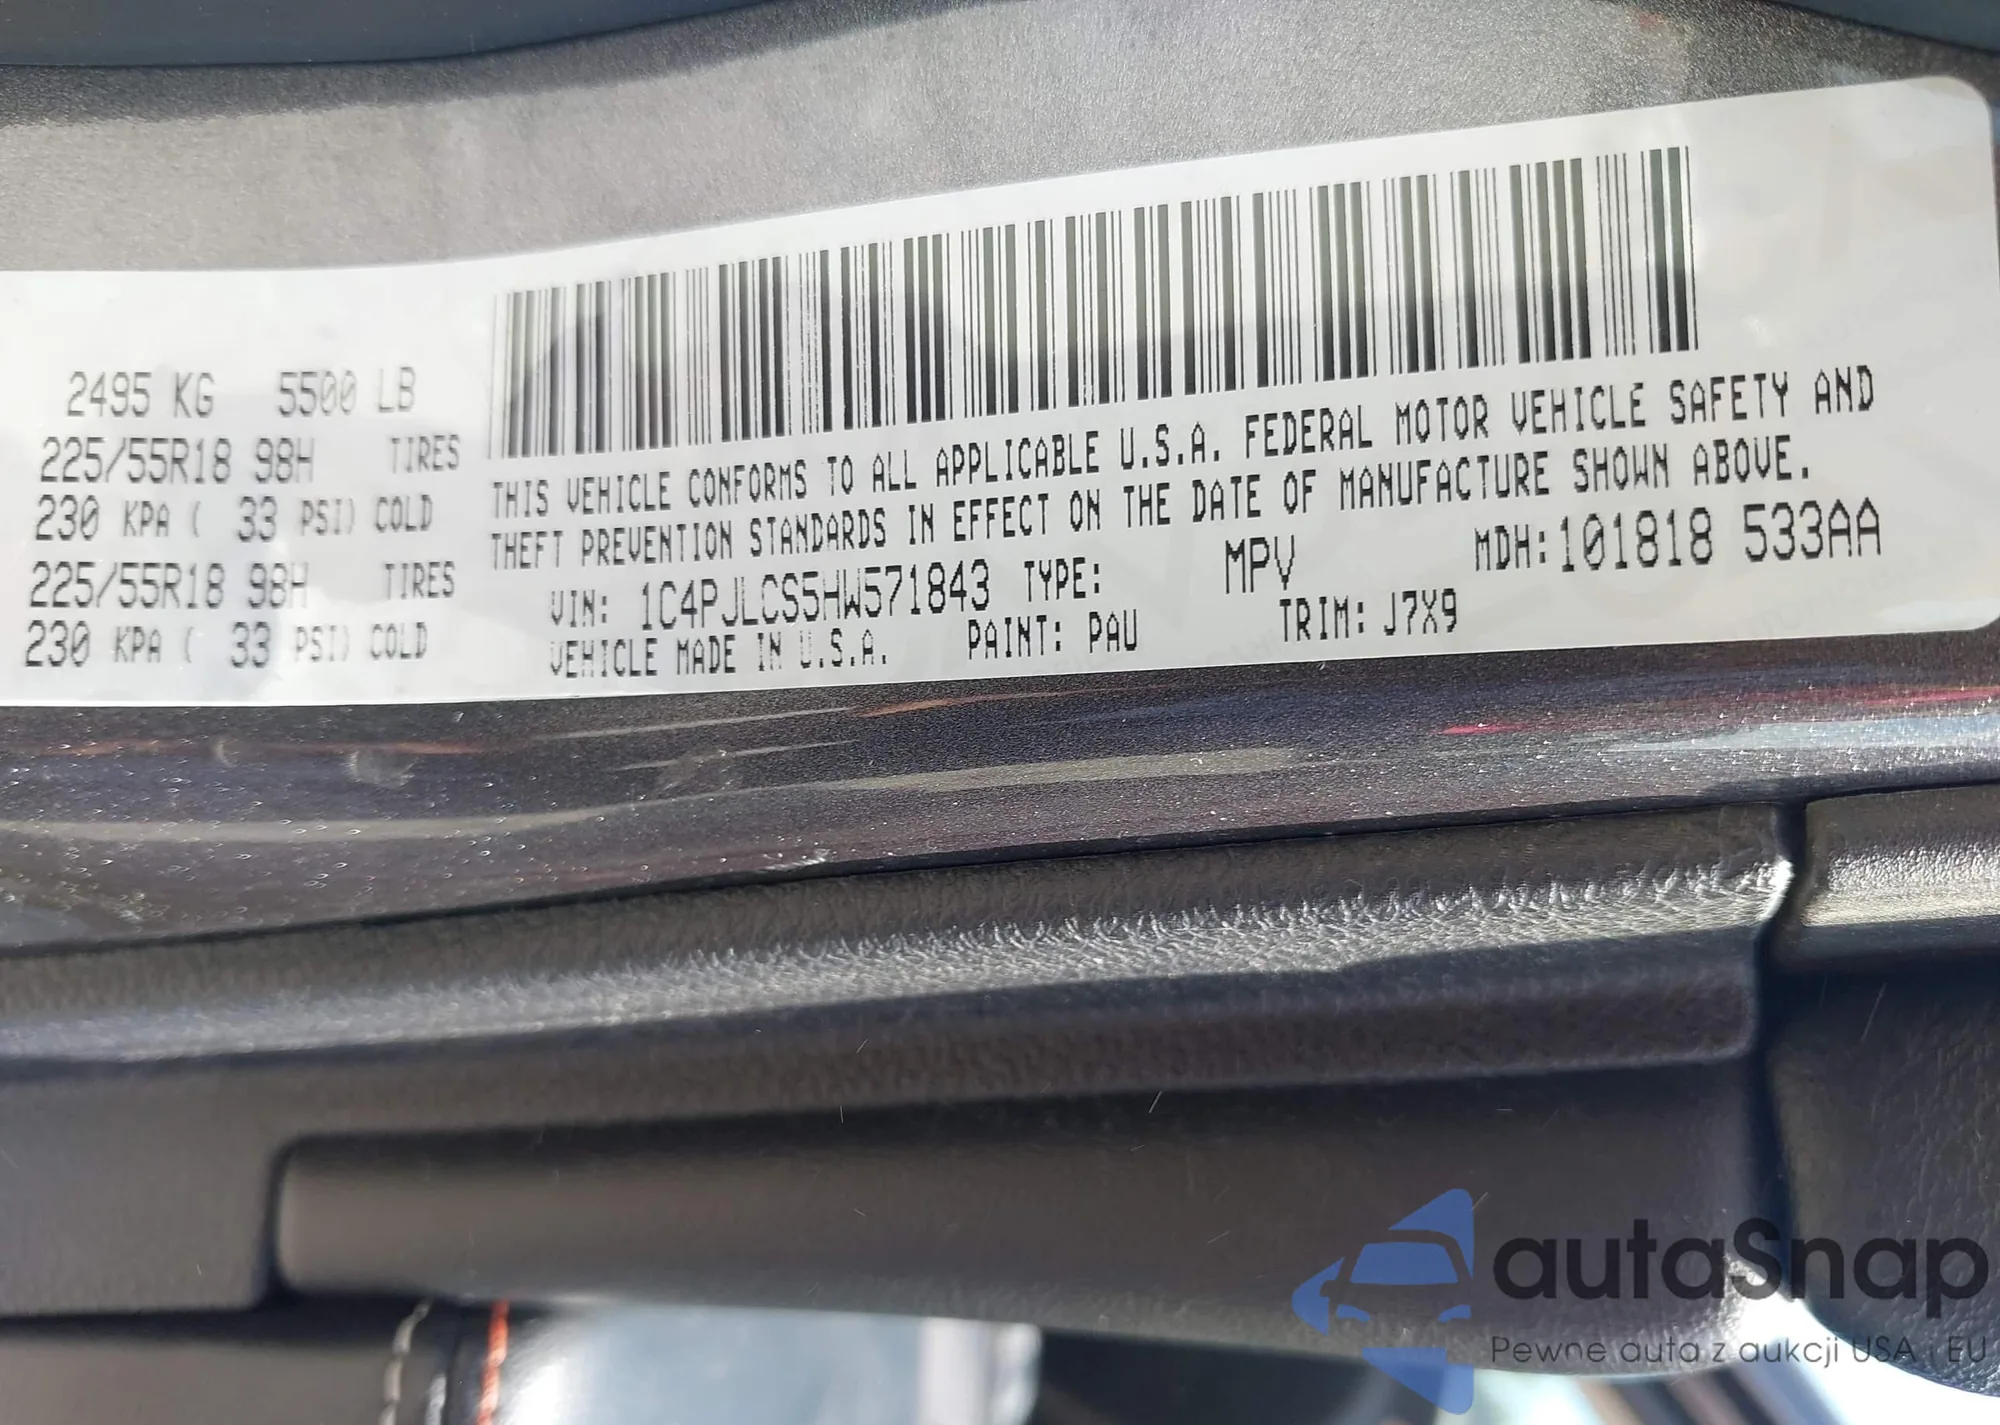 2495 KG 5500 LB
225/55R18 98H TIRES
230 KPA ( 33 PSI) COLD
225/55R18 98H TIRES
230 KPA ( 33 PSI) COLD
THIS VEHICLE CONFORMS TO ALL APPLICABLE U.S.A. FEDERAL MOTOR VEHICLE SAFETY AND
THEFT PREVENTION STANDARDS IN EFFECT ON THE DATE OF MANUFACTURE SHOWN ABOVE.
VIN: 1C4PJLCS5HW571843 TYPE: MPV MDH:101818 533AA
VEHICLE MADE IN U.S.A. PAINT: PAU TRIM: J7X9
autaSnap
Pewne auta z aukcji USA i EU